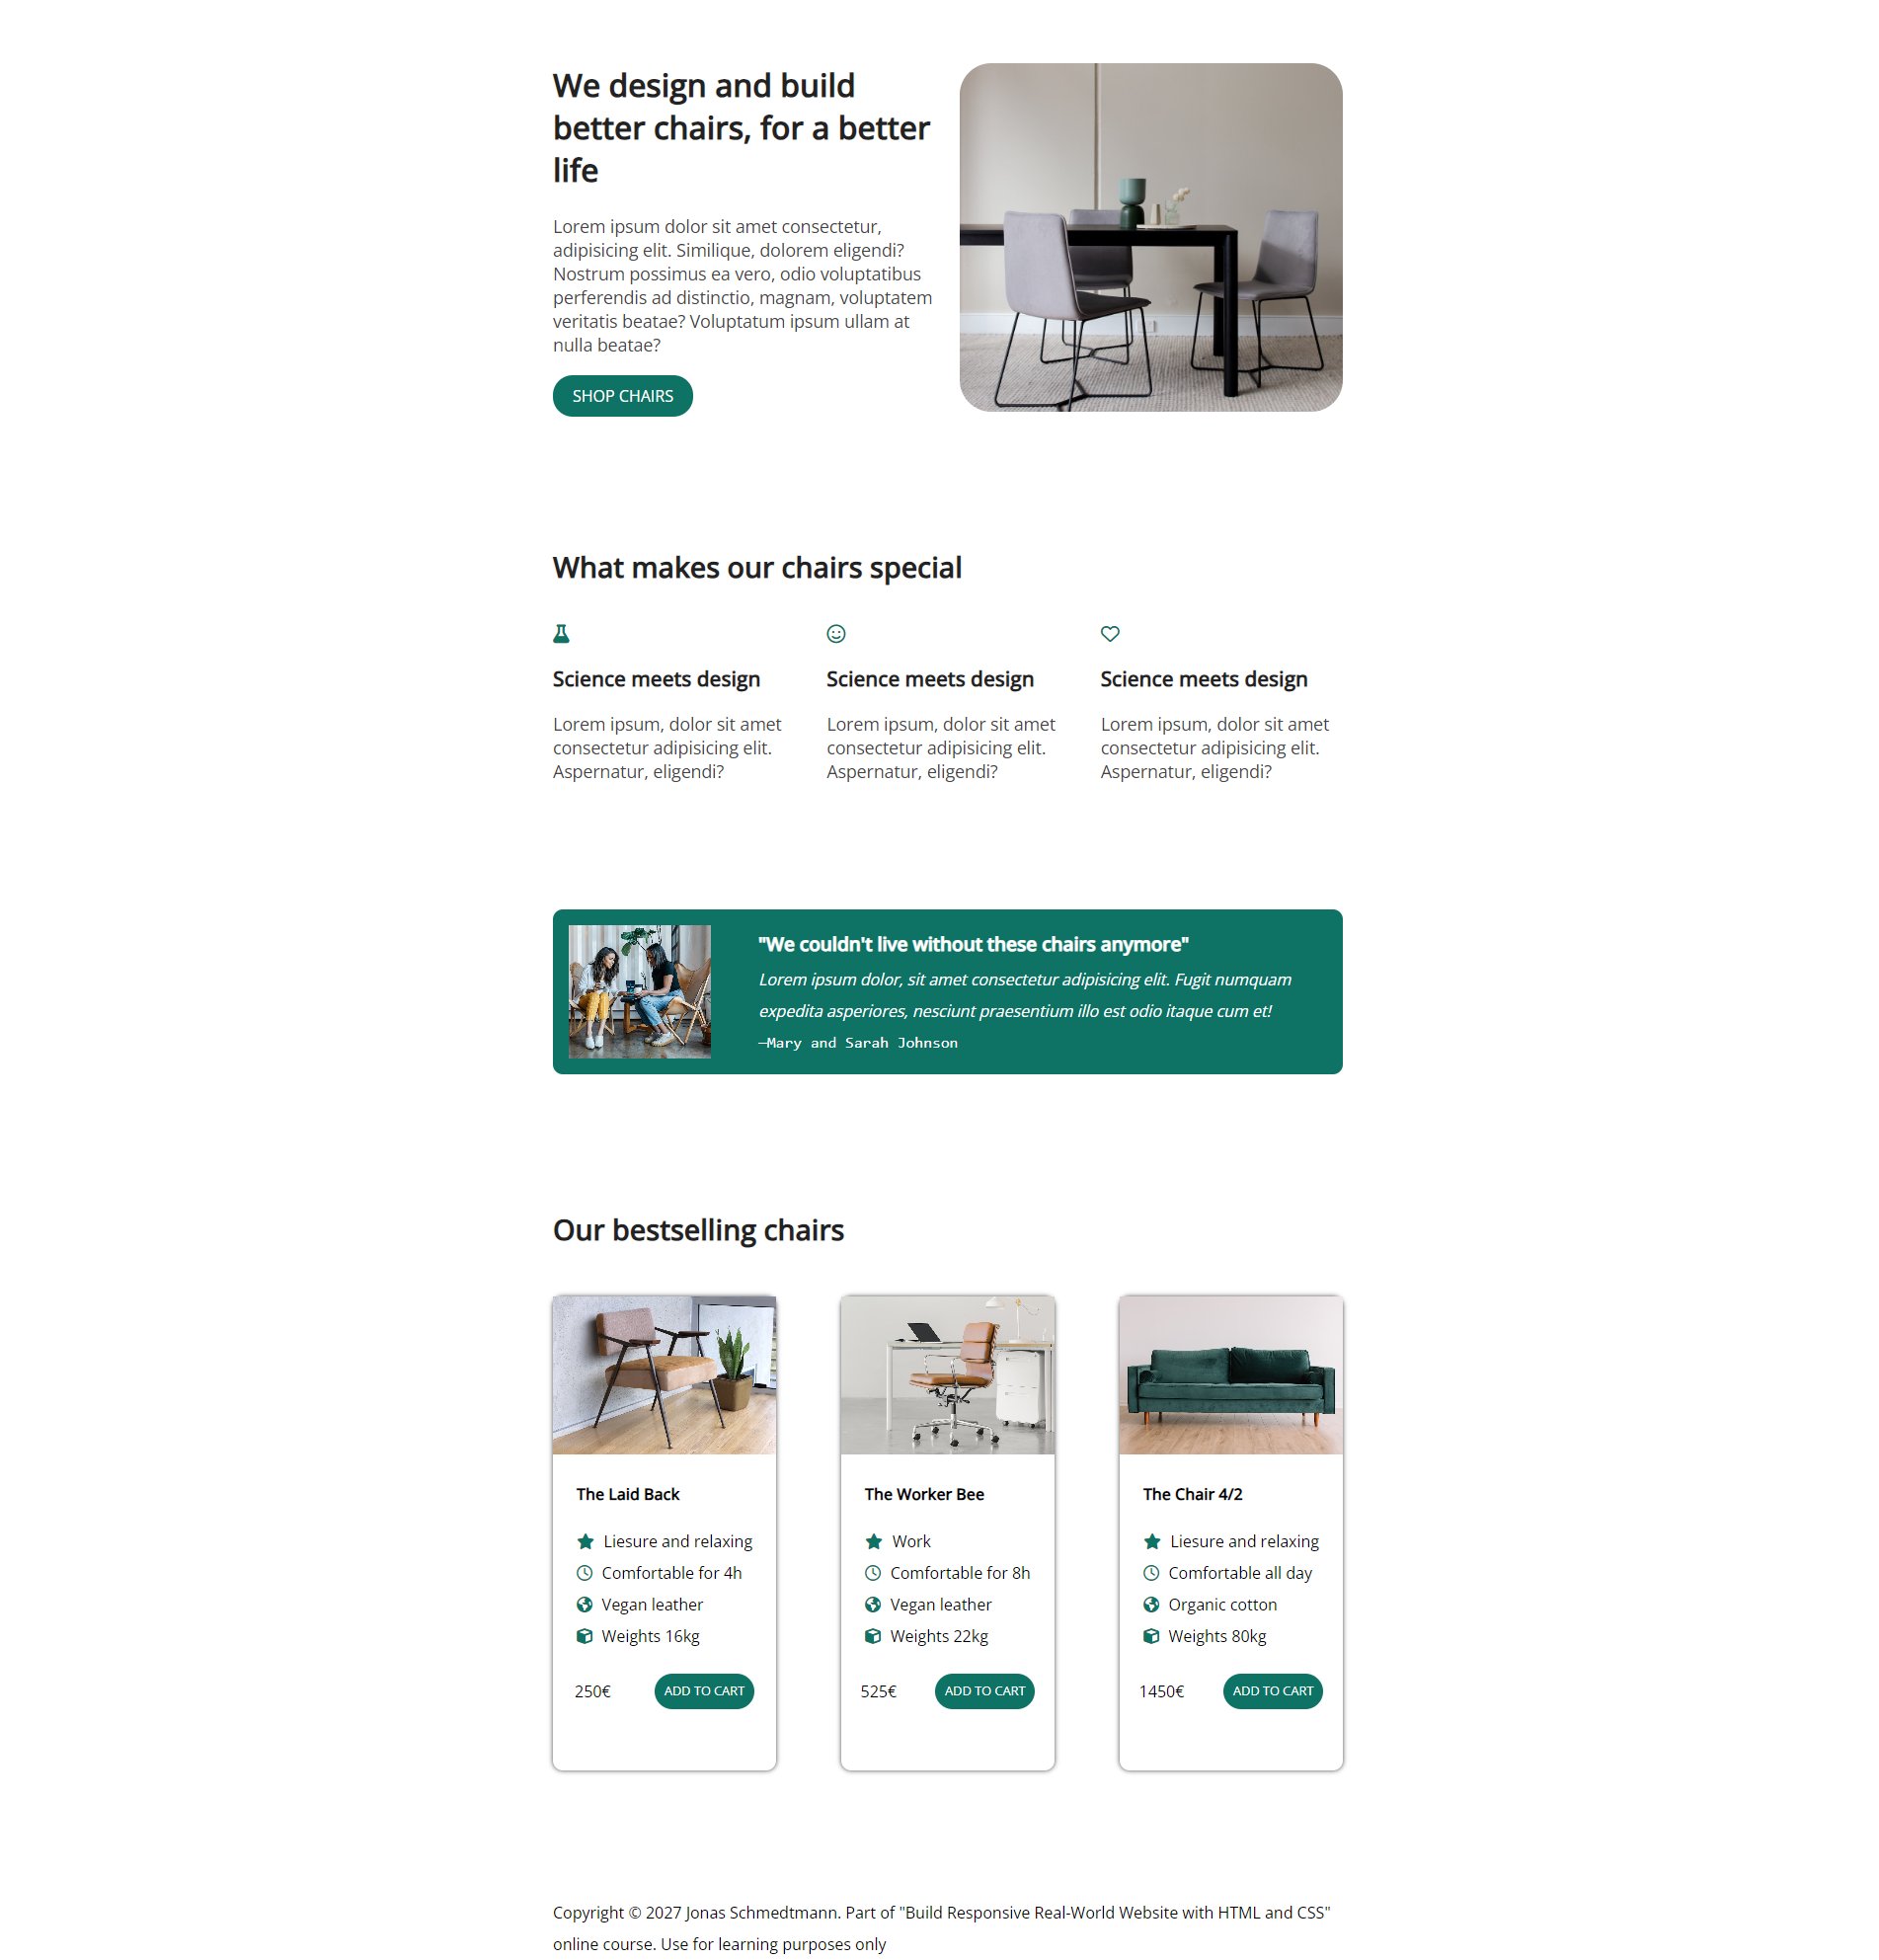 We design and build
better chairs, for a better
life
Lorem ipsum dolor sit amet consectetur,
adipisicing elit. Similique, dolorem eligendi?
Nostrum possimus ea vero, odio voluptatibus
perferendis ad distinctio, magnam, voluptatem
veritatis beatae? Voluptatum ipsum ullam at
nulla beatae?
SHOP CHAIRS
What makes our chairs special
Science meets design
Lorem ipsum, dolor sit amet
consectetur adipisicing elit.
Aspernatur, eligendi?
Science meets design
Lorem ipsum, dolor sit amet
consectetur adipisicing elit.
Aspernatur, eligendi?
Science meets design
Lorem ipsum, dolor sit amet
consectetur adipisicing elit.
Aspernatur, eligendi?
"We couldn't live without these chairs anymore"
Lorem ipsum dolor, sit amet consectetur adipisicing elit. Fugit numquam
expedita asperiores, nesciunt praesentium illo est odio itaque cum et!
—Mary and Sarah Johnson
Our bestselling chairs
The Laid Back
Liesure and relaxing
Comfortable for 4h
Vegan leather
Weights 16kg
250€
ADD TO CART
The Worker Bee
Work
Comfortable for 8h
Vegan leather
Weights 22kg
525€
ADD TO CART
The Chair 4/2
Liesure and relaxing
Comfortable all day
Organic cotton
Weights 80kg
1450€
ADD TO CART
Copyright © 2027 Jonas Schmedtmann. Part of "Build Responsive Real-World Website with HTML and CSS"
online course. Use for learning purposes only